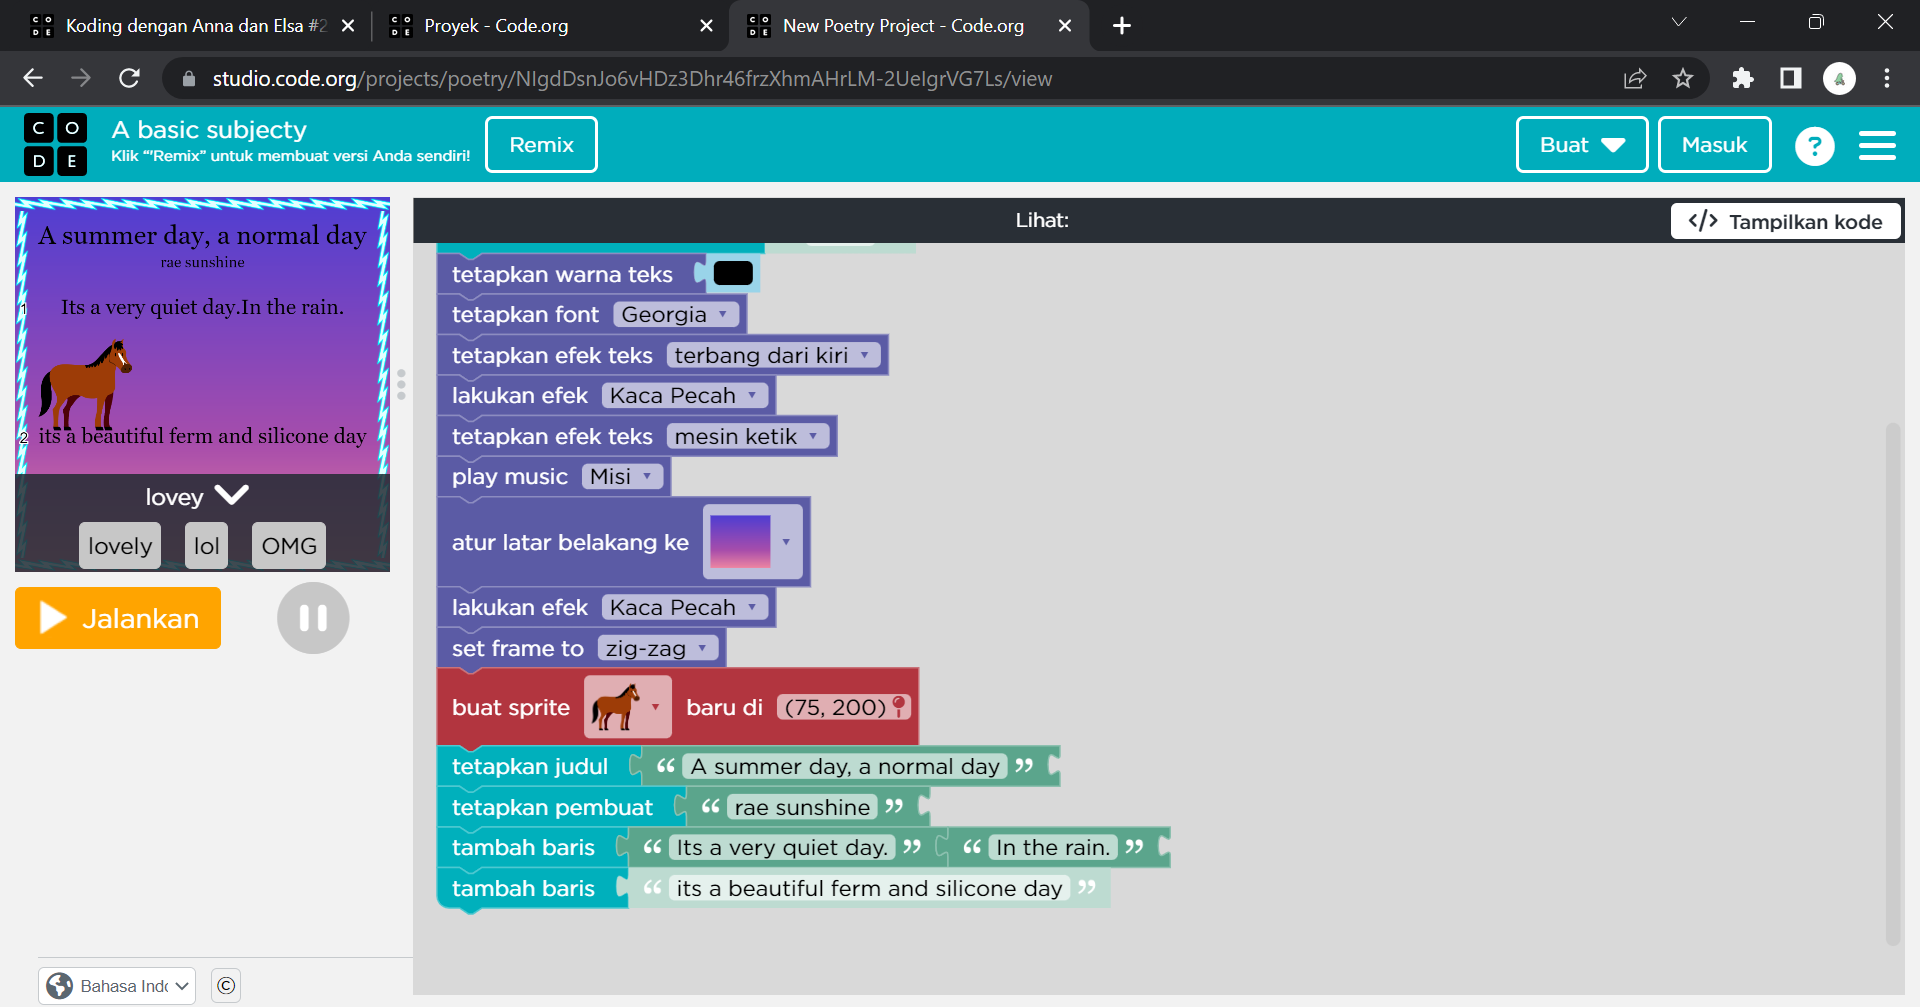 Koding dengan Anna dan Elsa #2
Proyek - Code.org
New Poetry Project - Code.org
studio.code.org/projects/poetry/NIgdDsnJo6vHDz3Dhr46frzXhmAHrLM-2UeIgrVG7Ls/view
C O D E
A basic subjecty
Klik “'Remix” untuk membuat versi Anda sendiri!
Remix
Buat
Masuk
?
A summer day, a normal day
rae sunshine
1 Its a very quiet day.In the rain.
2 its a beautiful ferm and silicone day
lovey
lovely lol OMG
Jalankan
Lihat:
</> Tampilkan kode
tetapkan warna teks
tetapkan font Georgia
tetapkan efek teks terbang dari kiri
lakukan efek Kaca Pecah
tetapkan efek teks mesin ketik
play music Misi
atur latar belakang ke
lakukan efek Kaca Pecah
set frame to zig-zag
buat sprite baru di (75, 200)
tetapkan judul “ A summer day, a normal day ”
tetapkan pembuat “ rae sunshine ”
tambah baris “ Its a very quiet day. ” “ In the rain. ”
tambah baris “ its a beautiful ferm and silicone day ”
Bahasa Indo
©